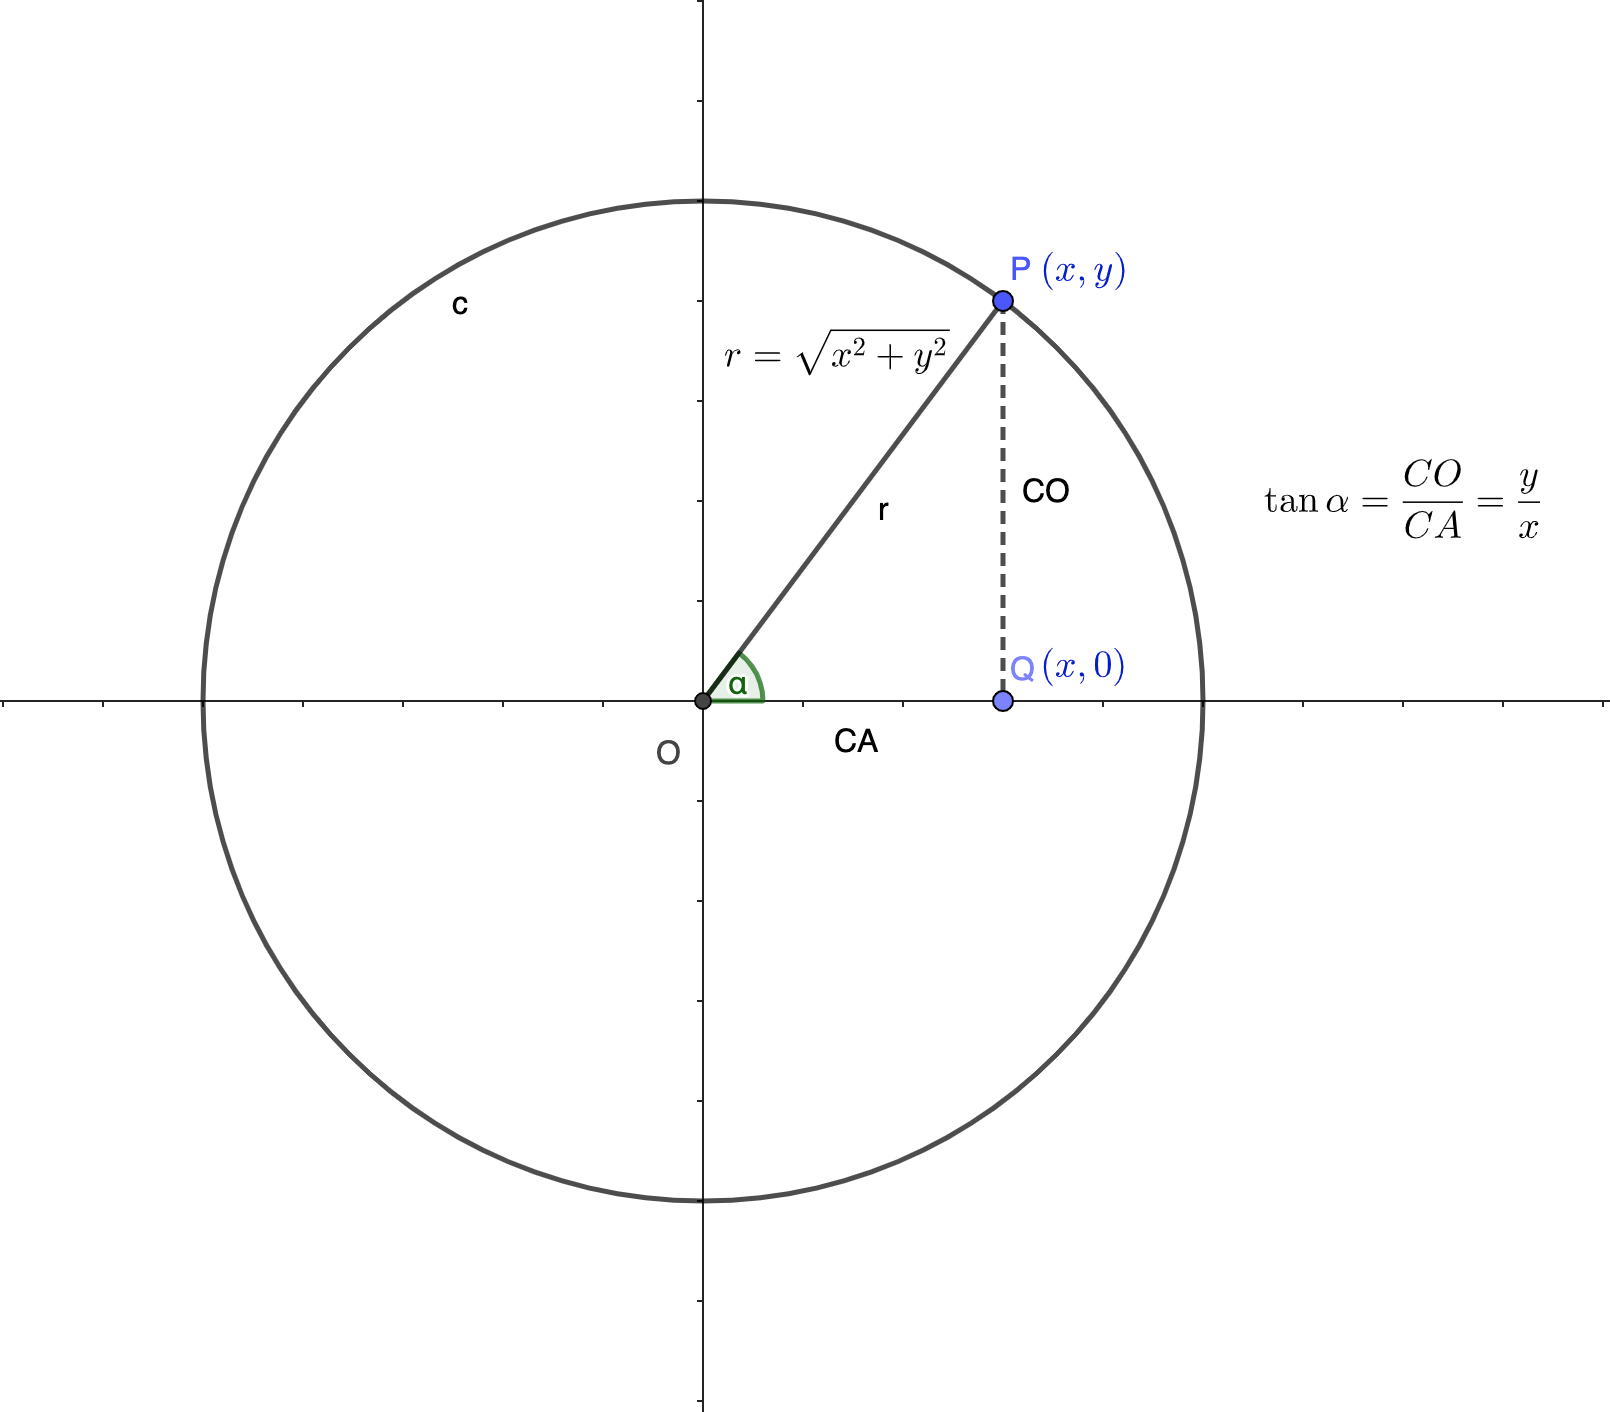 P (x, y)
c
r = √(x² + y²)
CO
r
tan α = CO/CA = y/x
Q (x, 0)
α
CA
O